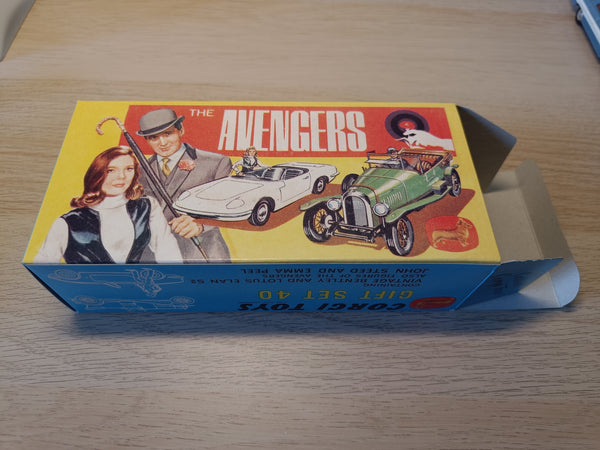 THE
AVENGERS
CORGI TOYS
GIFT SET 40
CONTAINING
VINTAGE BENTLEY AND LOTUS ELAN S2
ALSO FIGURES OF THE AVENGERS
JOHN STEED AND EMMA PEEL